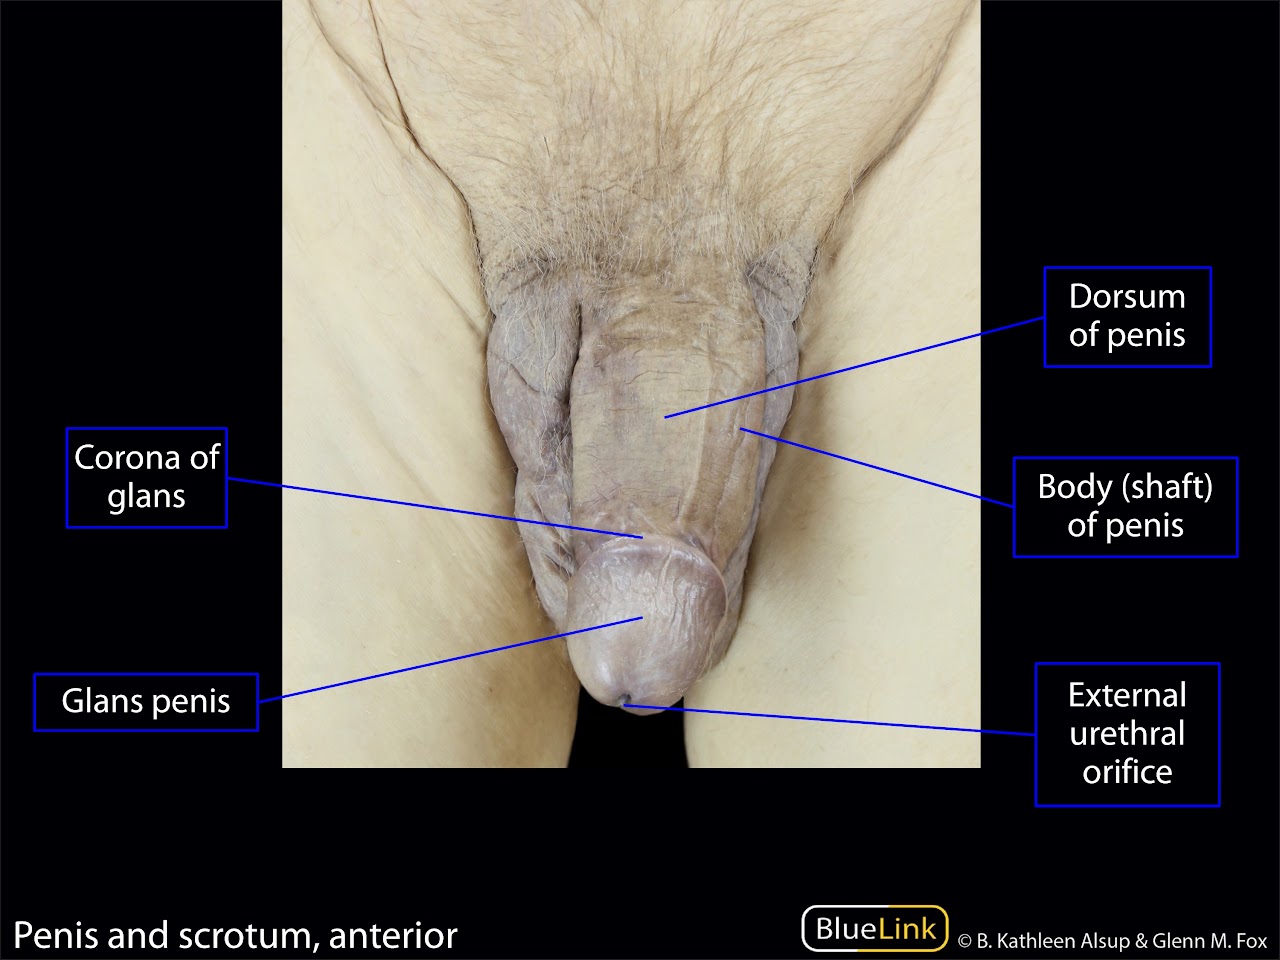 Dorsum
of penis
Corona of
glans
Body (shaft)
of penis
Glans penis
External
urethral
orifice
Penis and scrotum, anterior
BlueLink
© B. Kathleen Alsup & Glenn M. Fox